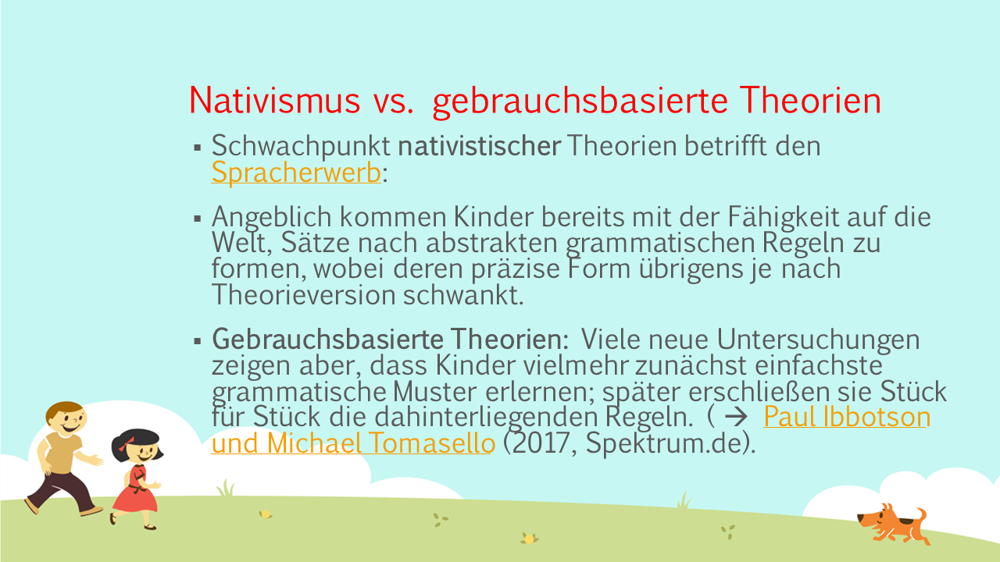 Nativismus vs. gebrauchsbasierte Theorien
▪ Schwachpunkt nativistischer Theorien betrifft den
Spracherwerb:
▪ Angeblich kommen Kinder bereits mit der Fähigkeit auf die
Welt, Sätze nach abstrakten grammatischen Regeln zu
formen, wobei deren präzise Form übrigens je nach
Theorieversion schwankt.
▪ Gebrauchsbasierte Theorien: Viele neue Untersuchungen
zeigen aber, dass Kinder vielmehr zunächst einfachste
grammatische Muster erlernen; später erschließen sie Stück
für Stück die dahinterliegenden Regeln. ( → Paul Ibbotson
und Michael Tomasello (2017, Spektrum.de).